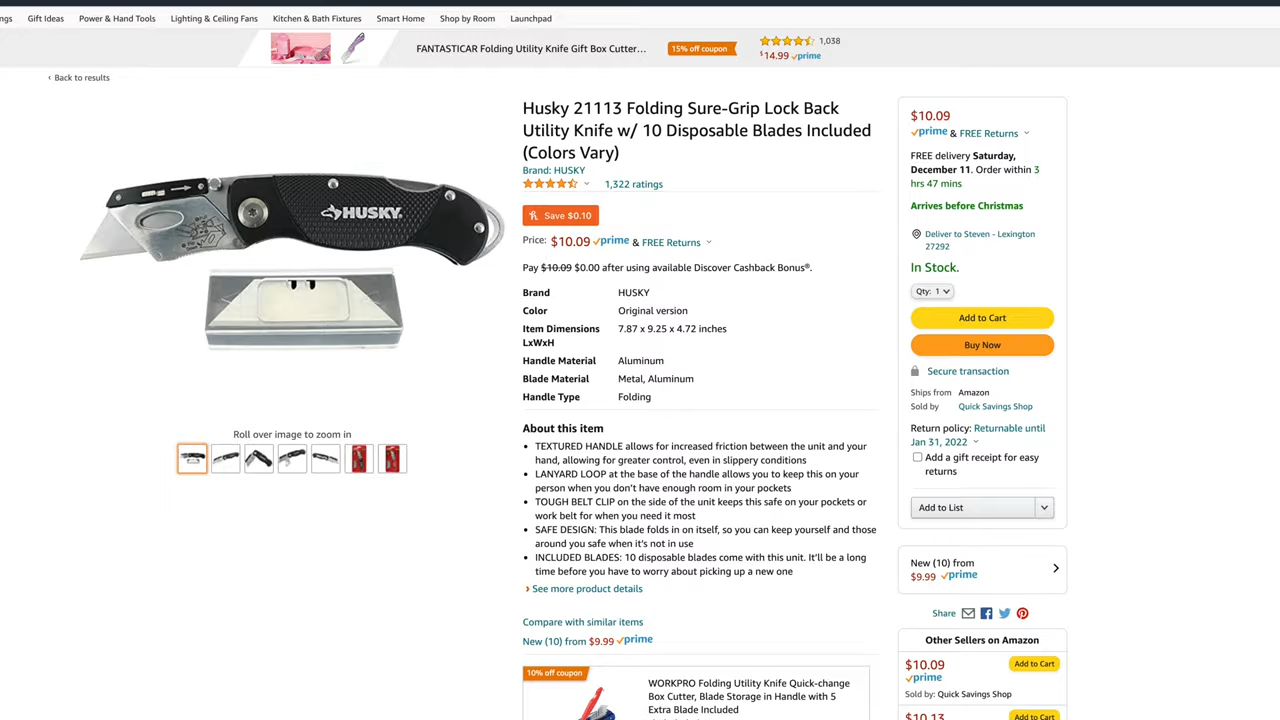 Gift Ideas
Power & Hand Tools
Lighting & Ceiling Fans
Kitchen & Bath Fixtures
Smart Home
Shop by Room
Launchpad
FANTASTICAR Folding Utility Knife Gift Box Cutter…
15% off coupon
1,038
$14.99 prime
‹ Back to results
HUSKY
Roll over image to zoom in
Husky 21113 Folding Sure-Grip Lock Back
Utility Knife w/ 10 Disposable Blades Included
(Colors Vary)
Brand: HUSKY
1,322 ratings
Save $0.10
Price: $10.09 prime & FREE Returns
Pay $10.09 $0.00 after using available Discover Cashback Bonus®.
Brand HUSKY
Color Original version
Item Dimensions 7.87 x 9.25 x 4.72 inches
LxWxH
Handle Material Aluminum
Blade Material Metal, Aluminum
Handle Type Folding
About this item
• TEXTURED HANDLE allows for increased friction between the unit and your
hand, allowing for greater control, even in slippery conditions
• LANYARD LOOP at the base of the handle allows you to keep this on your
person when you don't have enough room in your pockets
• TOUGH BELT CLIP on the side of the unit keeps this safe on your pockets or
work belt for when you need it most
• SAFE DESIGN: This blade folds in on itself, so you can keep yourself and those
around you safe when it's not in use
• INCLUDED BLADES: 10 disposable blades come with this unit. It'll be a long
time before you have to worry about picking up a new one
› See more product details
Compare with similar items
New (10) from $9.99 prime
10% off coupon
WORKPRO Folding Utility Knife Quick-change
Box Cutter, Blade Storage in Handle with 5
Extra Blade Included
$10.09
prime & FREE Returns
FREE delivery Saturday,
December 11. Order within 3
hrs 47 mins
Arrives before Christmas
Deliver to Steven - Lexington
27292
In Stock.
Qty: 1
Add to Cart
Buy Now
Secure transaction
Ships from Amazon
Sold by Quick Savings Shop
Return policy: Returnable until
Jan 31, 2022
Add a gift receipt for easy
returns
Add to List
New (10) from
$9.99 prime
Share
Other Sellers on Amazon
$10.09
Add to Cart
prime
Sold by: Quick Savings Shop
$10.13
Add to Cart